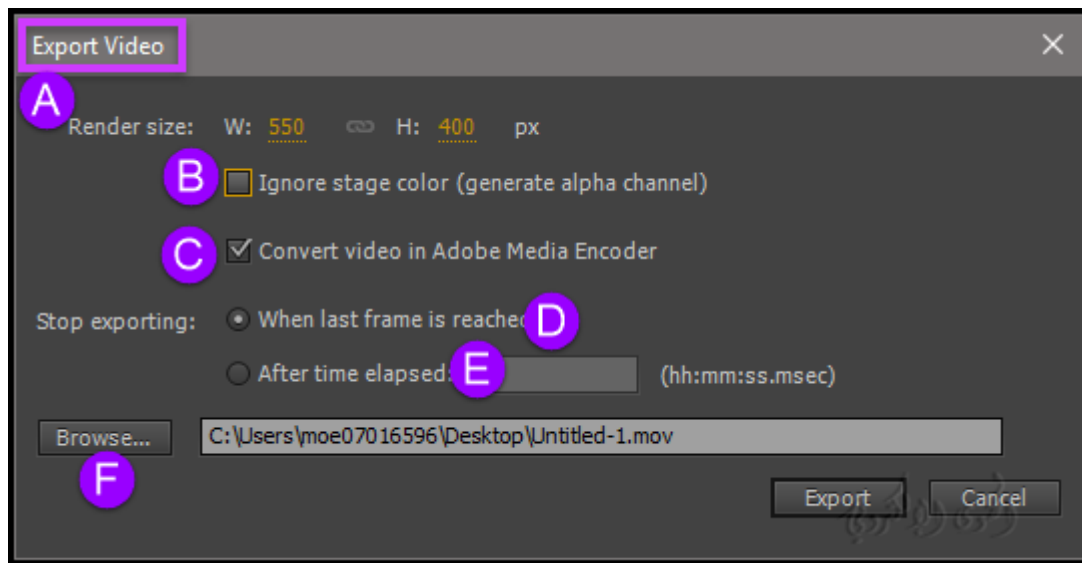 Export Video
A
Render size: W: 550 H: 400 px
B Ignore stage color (generate alpha channel)
C Convert video in Adobe Media Encoder
Stop exporting: When last frame is reached D
After time elapsed: E (hh:mm:ss.msec)
Browse... C:\Users\moe07016596\Desktop\Untitled-1.mov
F
Export Cancel